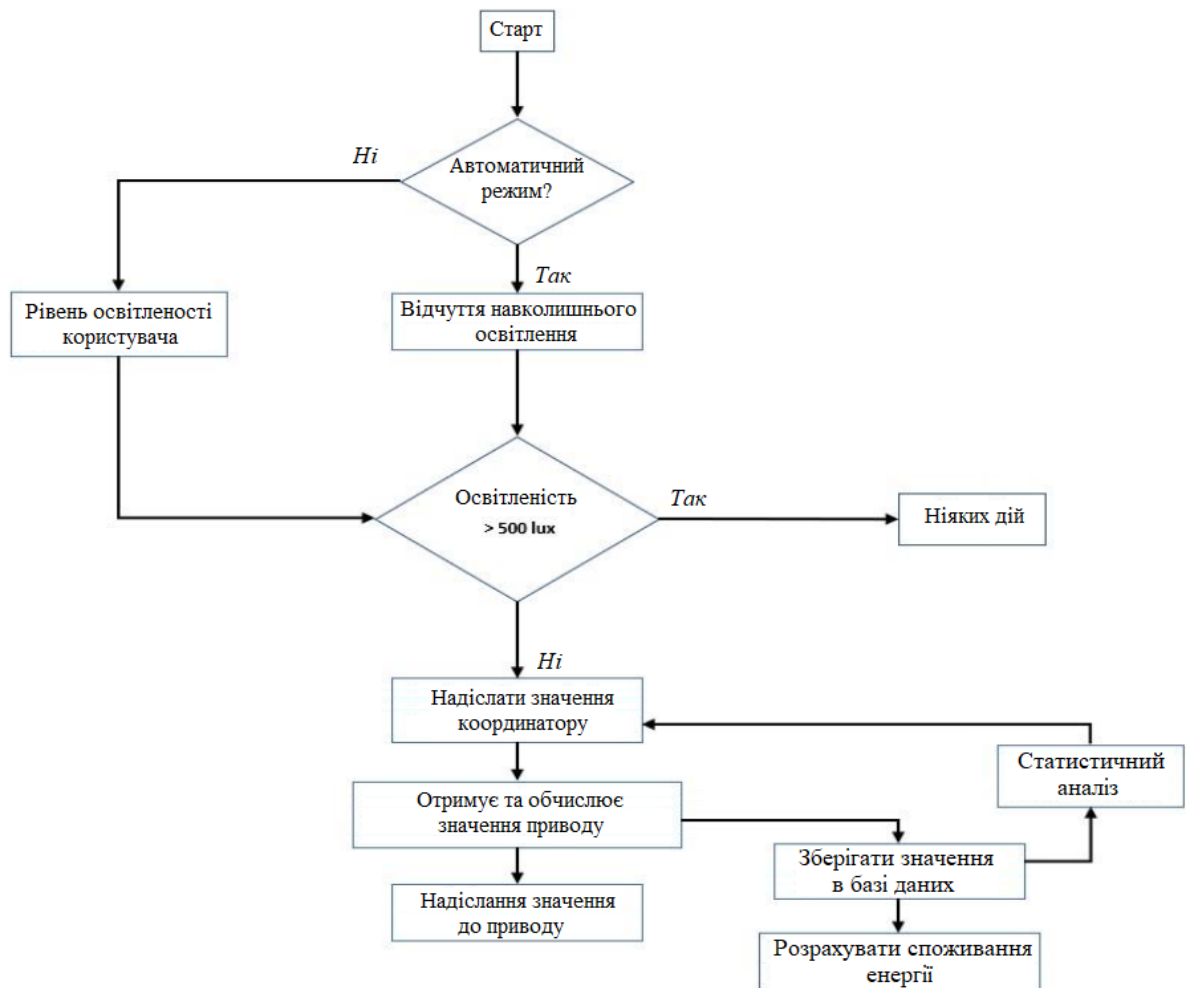 Старт
Автоматичний
режим?
Ні
Так
Рівень освітленості
користувача
Відчуття навколишнього
освітлення
Освітленість
> 500 lux
Так
Ніяких дій
Ні
Надіслати значення
координатору
Статистичний
аналіз
Отримує та обчислює
значення приводу
Зберігати значення
в базі даних
Надіслання значення
до приводу
Розрахувати споживання
енергії